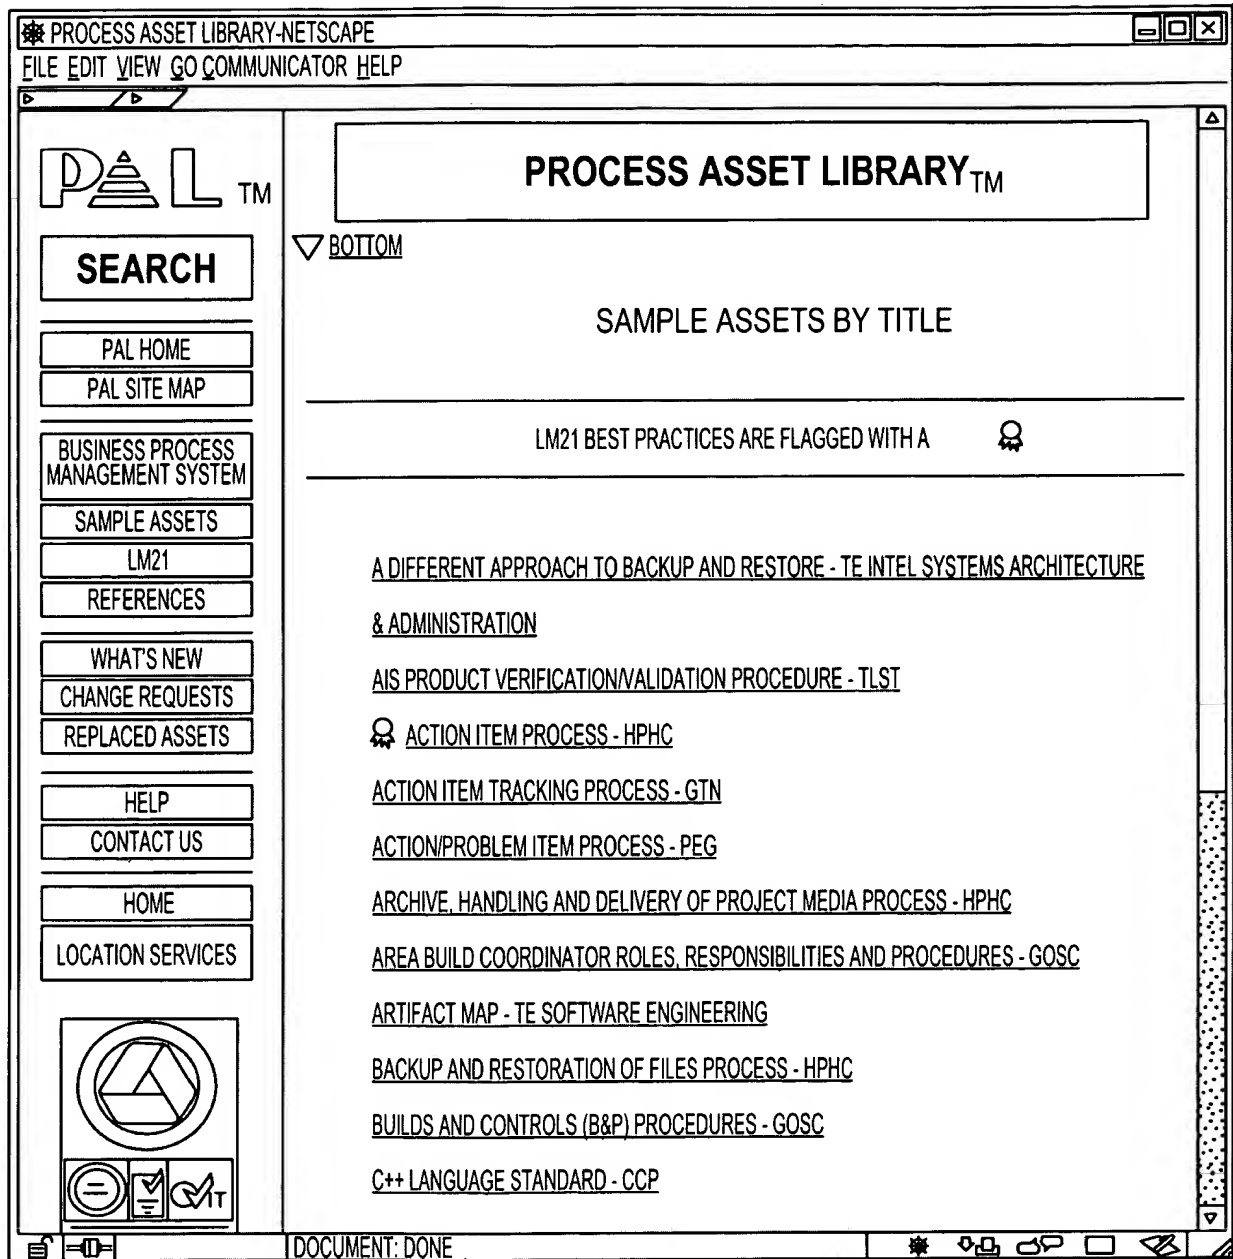 PROCESS ASSET LIBRARY-NETSCAPE
FILE EDIT VIEW GO COMMUNICATOR HELP
PAL TM
SEARCH
PAL HOME
PAL SITE MAP
BUSINESS PROCESS
MANAGEMENT SYSTEM
SAMPLE ASSETS
LM21
REFERENCES
WHAT'S NEW
CHANGE REQUESTS
REPLACED ASSETS
HELP
CONTACT US
HOME
LOCATION SERVICES
IT
PROCESS ASSET LIBRARY TM
BOTTOM
SAMPLE ASSETS BY TITLE
LM21 BEST PRACTICES ARE FLAGGED WITH A
A DIFFERENT APPROACH TO BACKUP AND RESTORE - TE INTEL SYSTEMS ARCHITECTURE
& ADMINISTRATION
AIS PRODUCT VERIFICATION/VALIDATION PROCEDURE - TLST
ACTION ITEM PROCESS - HPHC
ACTION ITEM TRACKING PROCESS - GTN
ACTION/PROBLEM ITEM PROCESS - PEG
ARCHIVE, HANDLING AND DELIVERY OF PROJECT MEDIA PROCESS - HPHC
AREA BUILD COORDINATOR ROLES, RESPONSIBILITIES AND PROCEDURES - GOSC
ARTIFACT MAP - TE SOFTWARE ENGINEERING
BACKUP AND RESTORATION OF FILES PROCESS - HPHC
BUILDS AND CONTROLS (B&P) PROCEDURES - GOSC
C++ LANGUAGE STANDARD - CCP
DOCUMENT: DONE